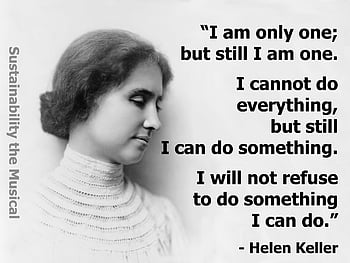 Sustainability the Musical
“I am only one;
but still I am one.
I cannot do
everything,
but still
I can do something.
I will not refuse
to do something
I can do.”
- Helen Keller